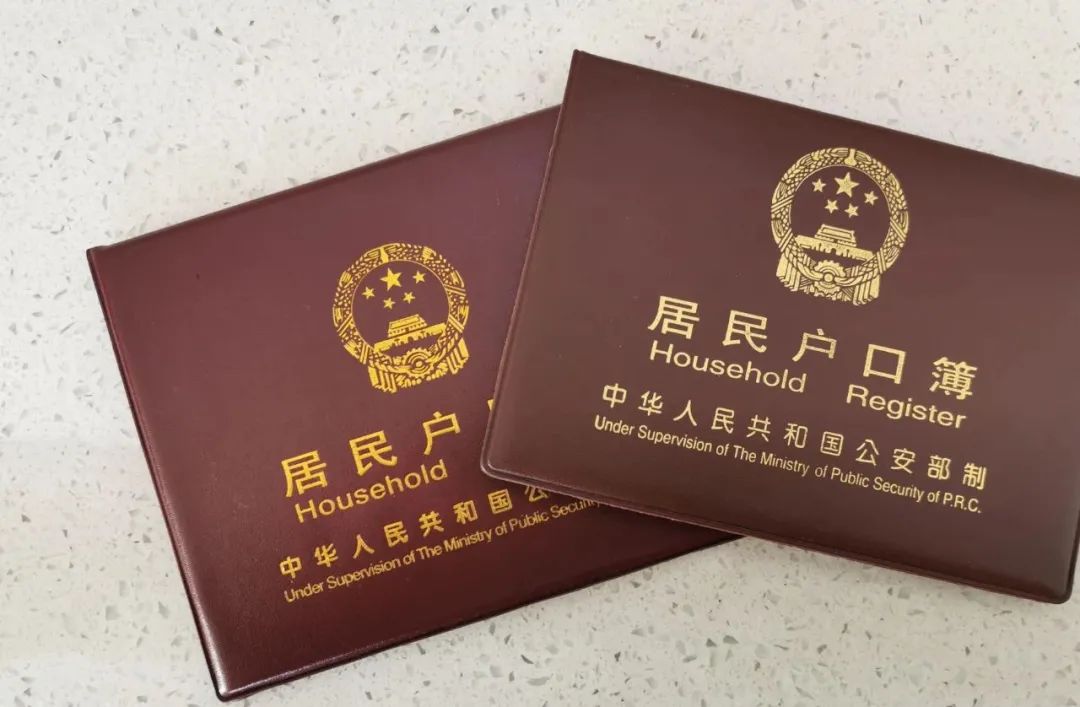 居民户口簿
Household Register
中华人民共和国公安部制
Under Supervision of The Ministry of Public Security of P.R.C.
居民户
Household
中华人民共和国公
Under Supervision of The Ministry of Public Security